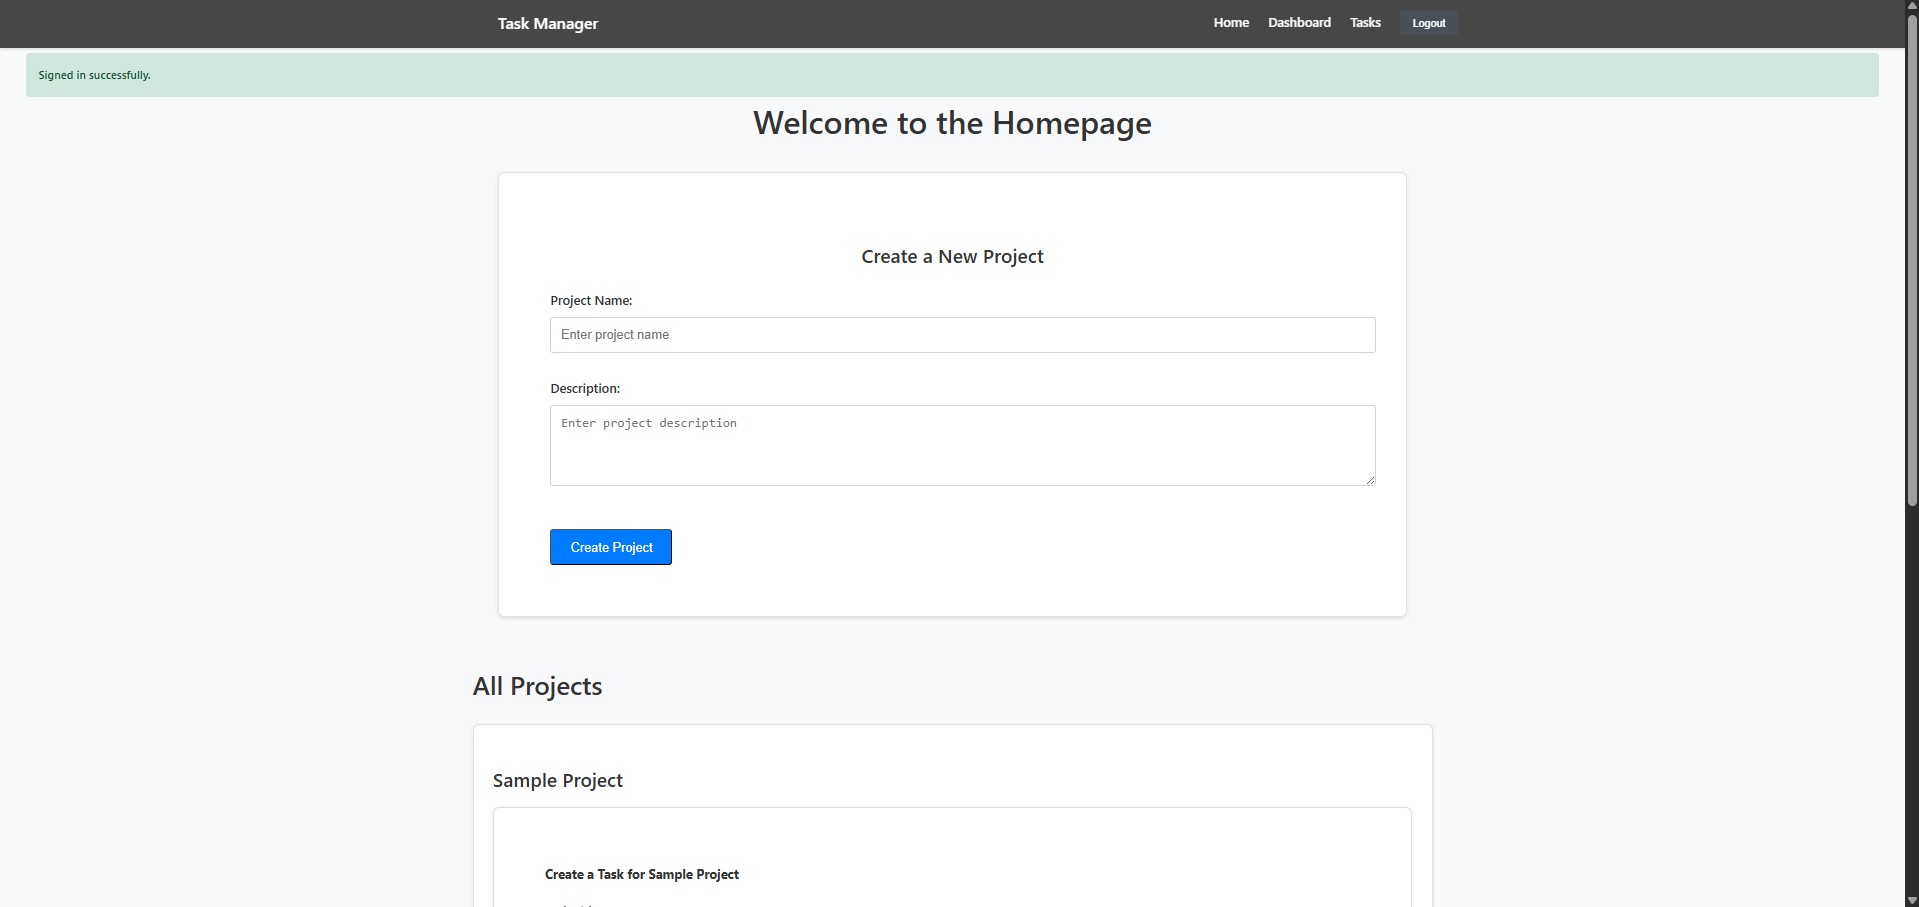 Task Manager
Home Dashboard Tasks Logout
Signed in successfully.
Welcome to the Homepage
Create a New Project
Project Name:
Enter project name
Description:
Enter project description
Create Project
All Projects
Sample Project
Create a Task for Sample Project